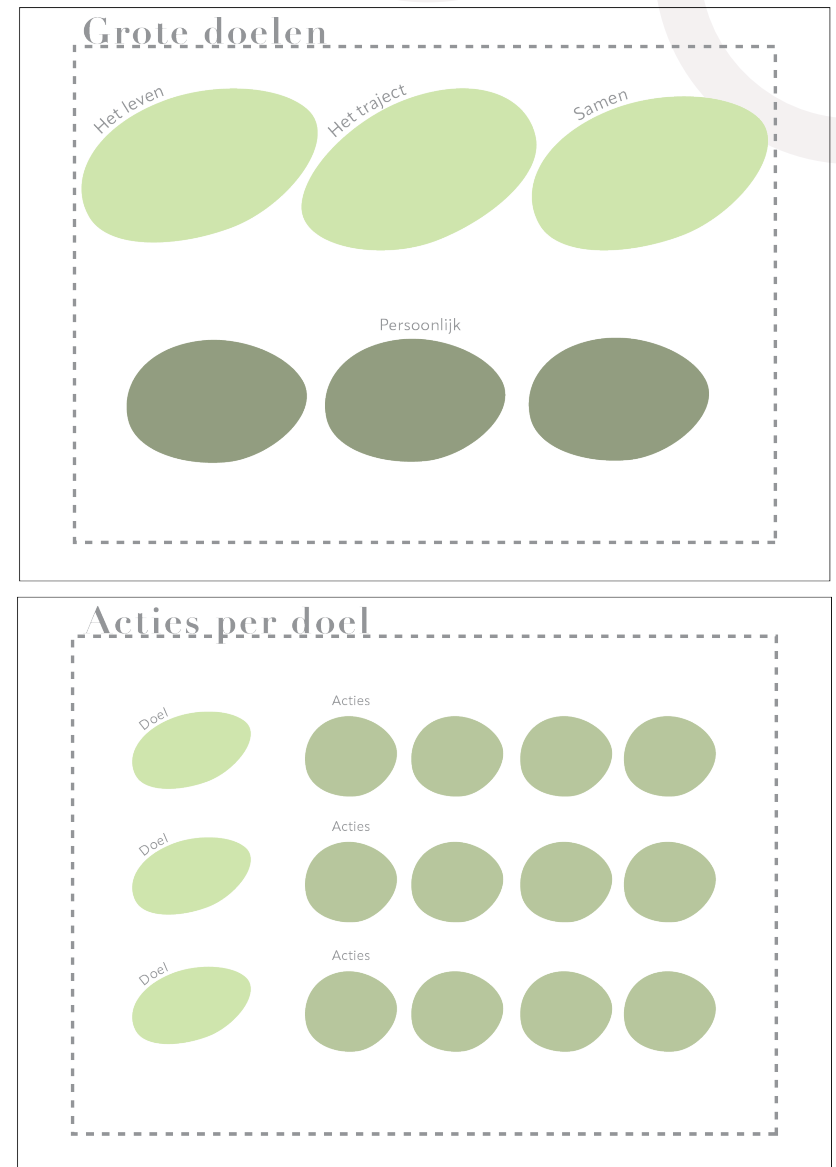 Grote doelen
Het leven
Het traject
Samen
Persoonlijk
Acties per doel
Doel
Acties
Doel
Acties
Doel
Acties